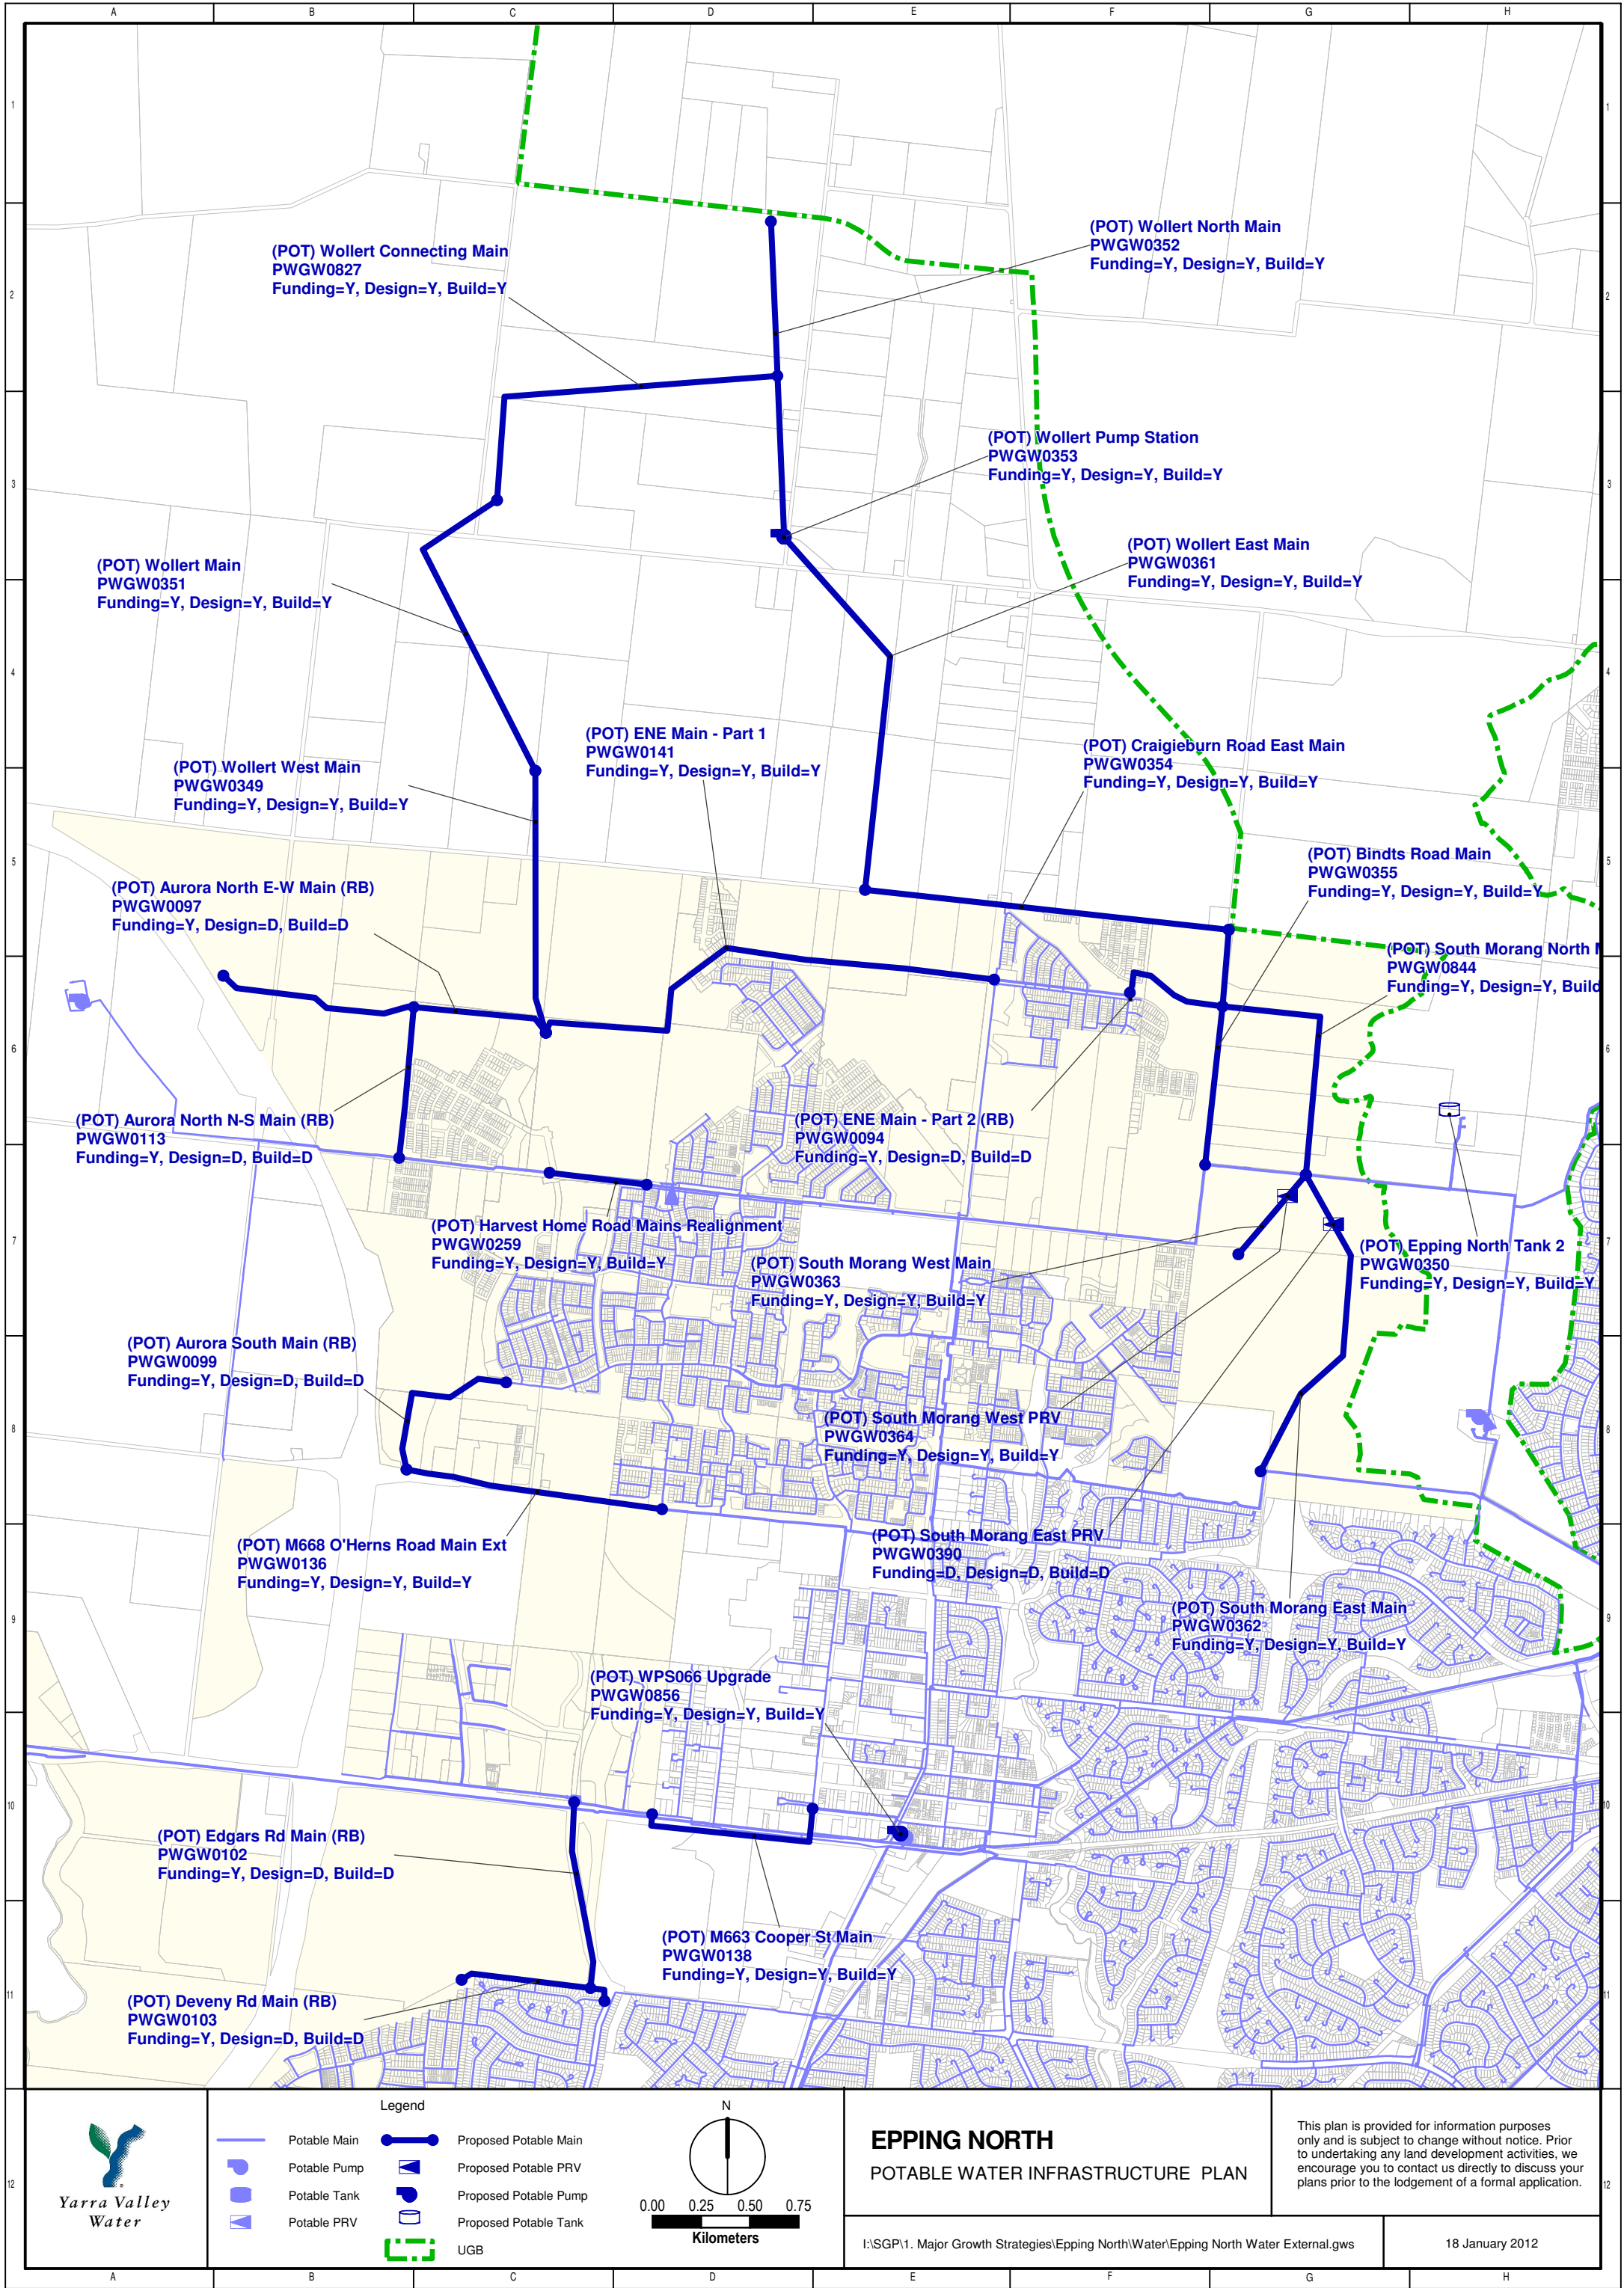 A B C D E F G H
1 1
(POT) Wollert Connecting Main
PWGW0827
Funding=Y, Design=Y, Build=Y
(POT) Wollert North Main
PWGW0352
Funding=Y, Design=Y, Build=Y
2 2
(POT) Wollert Pump Station
PWGW0353
Funding=Y, Design=Y, Build=Y
3 3
(POT) Wollert East Main
PWGW0361
Funding=Y, Design=Y, Build=Y
(POT) Wollert Main
PWGW0351
Funding=Y, Design=Y, Build=Y
4 4
(POT) ENE Main - Part 1
PWGW0141
Funding=Y, Design=Y, Build=Y
(POT) Craigieburn Road East Main
PWGW0354
Funding=Y, Design=Y, Build=Y
(POT) Wollert West Main
PWGW0349
Funding=Y, Design=Y, Build=Y
5 5
(POT) Bindts Road Main
PWGW0355
Funding=Y, Design=Y, Build=Y
(POT) Aurora North E-W Main (RB)
PWGW0097
Funding=Y, Design=D, Build=D
(POT) South Morang North M
PWGW0844
Funding=Y, Design=Y, Build
6 6
(POT) Aurora North N-S Main (RB)
PWGW0113
Funding=Y, Design=D, Build=D
(POT) ENE Main - Part 2 (RB)
PWGW0094
Funding=Y, Design=D, Build=D
(POT) Harvest Home Road Mains Realignment
PWGW0259
Funding=Y, Design=Y, Build=Y
7 7
(POT) South Morang West Main
PWGW0363
Funding=Y, Design=Y, Build=Y
(POT) Epping North Tank 2
PWGW0350
Funding=Y, Design=Y, Build=Y
(POT) Aurora South Main (RB)
PWGW0099
Funding=Y, Design=D, Build=D
8 8
(POT) South Morang West PRV
PWGW0364
Funding=Y, Design=Y, Build=Y
(POT) M668 O'Herns Road Main Ext
PWGW0136
Funding=Y, Design=Y, Build=Y
(POT) South Morang East PRV
PWGW0390
Funding=D, Design=D, Build=D
9 9
(POT) South Morang East Main
PWGW0362
Funding=Y, Design=Y, Build=Y
(POT) WPS066 Upgrade
PWGW0856
Funding=Y, Design=Y, Build=Y
10 10
(POT) Edgars Rd Main (RB)
PWGW0102
Funding=Y, Design=D, Build=D
(POT) M663 Cooper St Main
PWGW0138
Funding=Y, Design=Y, Build=Y
11 11
(POT) Deveny Rd Main (RB)
PWGW0103
Funding=Y, Design=D, Build=D
12 12
Yarra Valley
Water
Legend
Potable Main
Potable Pump
Potable Tank
Potable PRV
Proposed Potable Main
Proposed Potable PRV
Proposed Potable Pump
Proposed Potable Tank
UGB
N
0.00 0.25 0.50 0.75
Kilometers
EPPING NORTH
POTABLE WATER INFRASTRUCTURE PLAN
This plan is provided for information purposes
only and is subject to change without notice. Prior
to undertaking any land development activities, we
encourage you to contact us directly to discuss your
plans prior to the lodgement of a formal application.
I:\SGP\1. Major Growth Strategies\Epping North\Water\Epping North Water External.gws
18 January 2012
A B C D E F G H